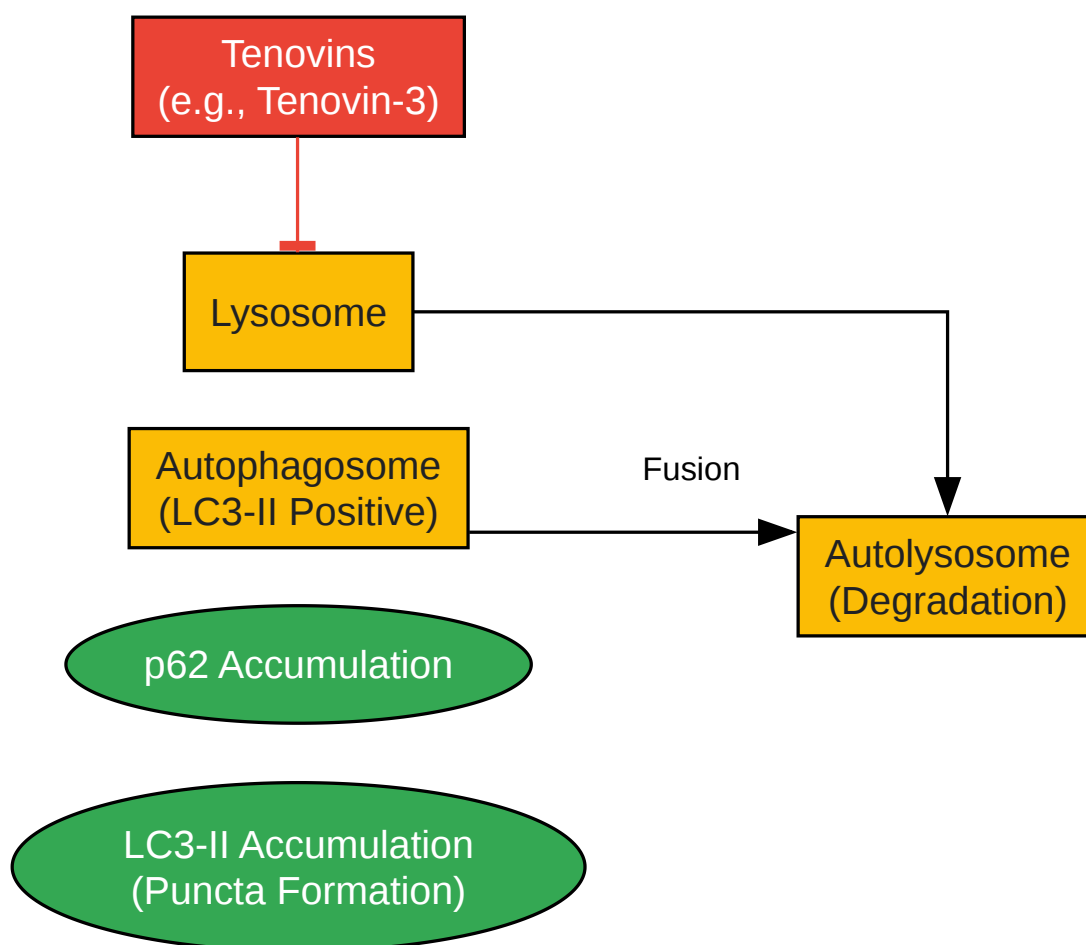 Tenovins
(e.g., Tenovin-3)
Lysosome
Autophagosome
(LC3-II Positive)
Fusion
Autolysosome
(Degradation)
p62 Accumulation
LC3-II Accumulation
(Puncta Formation)